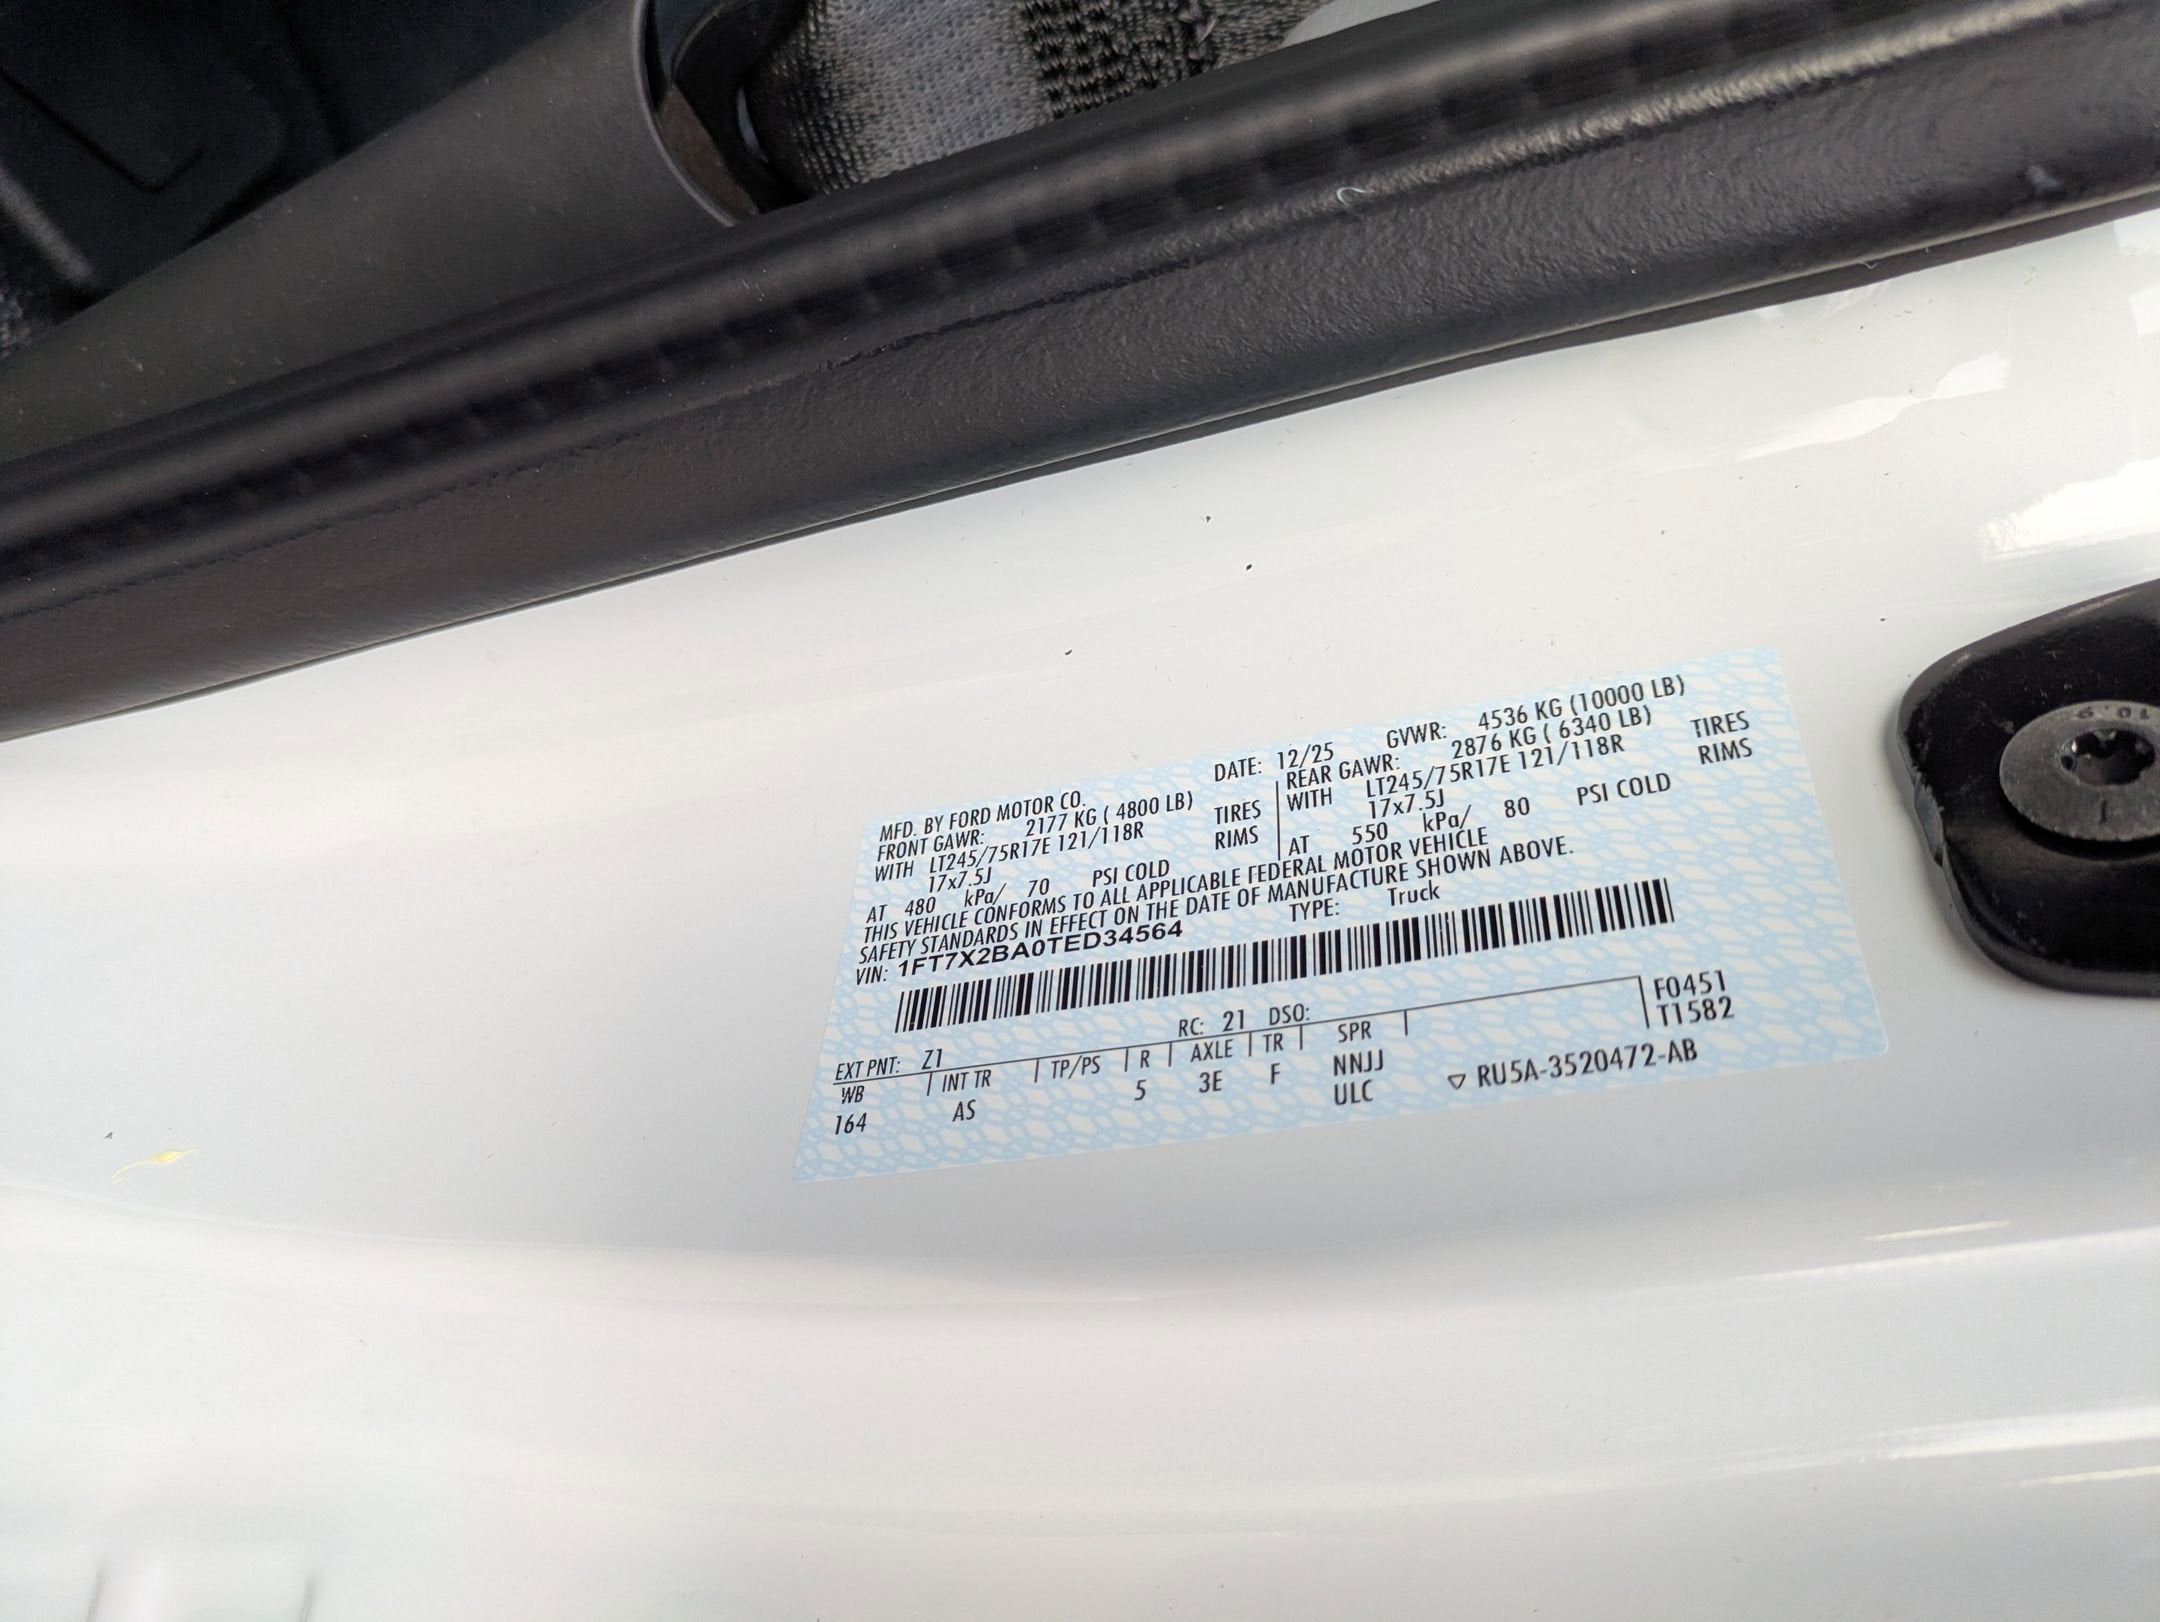 MFD. BY FORD MOTOR CO. DATE: 12/25 GVWR: 4536 KG (10000 LB)
FRONT GAWR: 2177 KG ( 4800 LB) REAR GAWR: 2876 KG ( 6340 LB)
WITH LT245/75R17E 121/118R TIRES WITH LT245/75R17E 121/118R TIRES
17x7.5J RIMS 17x7.5J RIMS
AT 480 kPa/ 70 PSI COLD AT 550 kPa/ 80 PSI COLD
THIS VEHICLE CONFORMS TO ALL APPLICABLE FEDERAL MOTOR VEHICLE
SAFETY STANDARDS IN EFFECT ON THE DATE OF MANUFACTURE SHOWN ABOVE.
VIN: 1FT7X2BA0TED34564 TYPE: Truck
F0451
T1582
EXT PNT: Z1 RC: 21 DSO:
WB INT TR TP/PS R AXLE TR SPR
164 AS 5 3E F NNJJ
ULC ▽ RU5A-3520472-AB